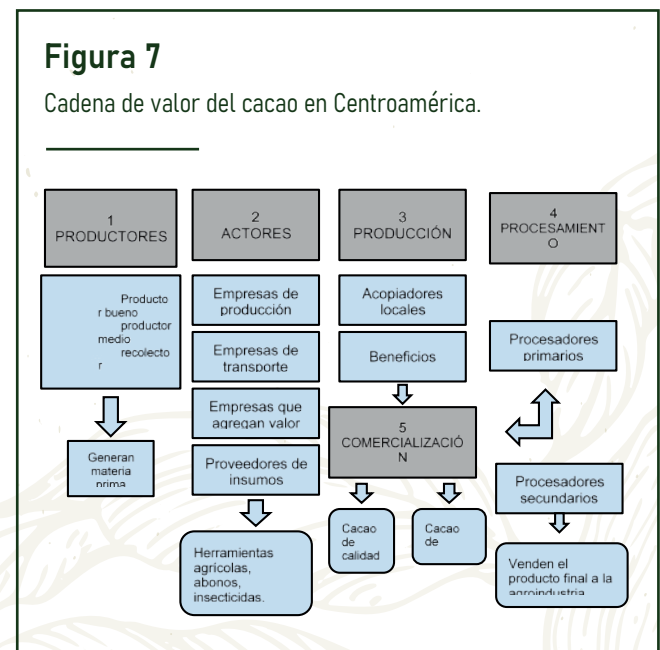 Figura 7
Cadena de valor del cacao en Centroamérica.
1
PRODUCTORES
Producto
r bueno
productor
medio
recolecto
r
Generan
materia
prima
2
ACTORES
Empresas de
producción
Empresas de
transporte
Empresas que
agregan valor
Proveedores de
insumos
Herramientas
agrícolas,
abonos,
insecticidas.
3
PRODUCCIÓN
Acopiadores
locales
Beneficios
5
COMERCIALIZACIÓ
N
Cacao
de
calidad
Cacao
de
4
PROCESAMIENT
O
Procesadores
primarios
Procesadores
secundarios
Venden el
producto final a la
agroindustria